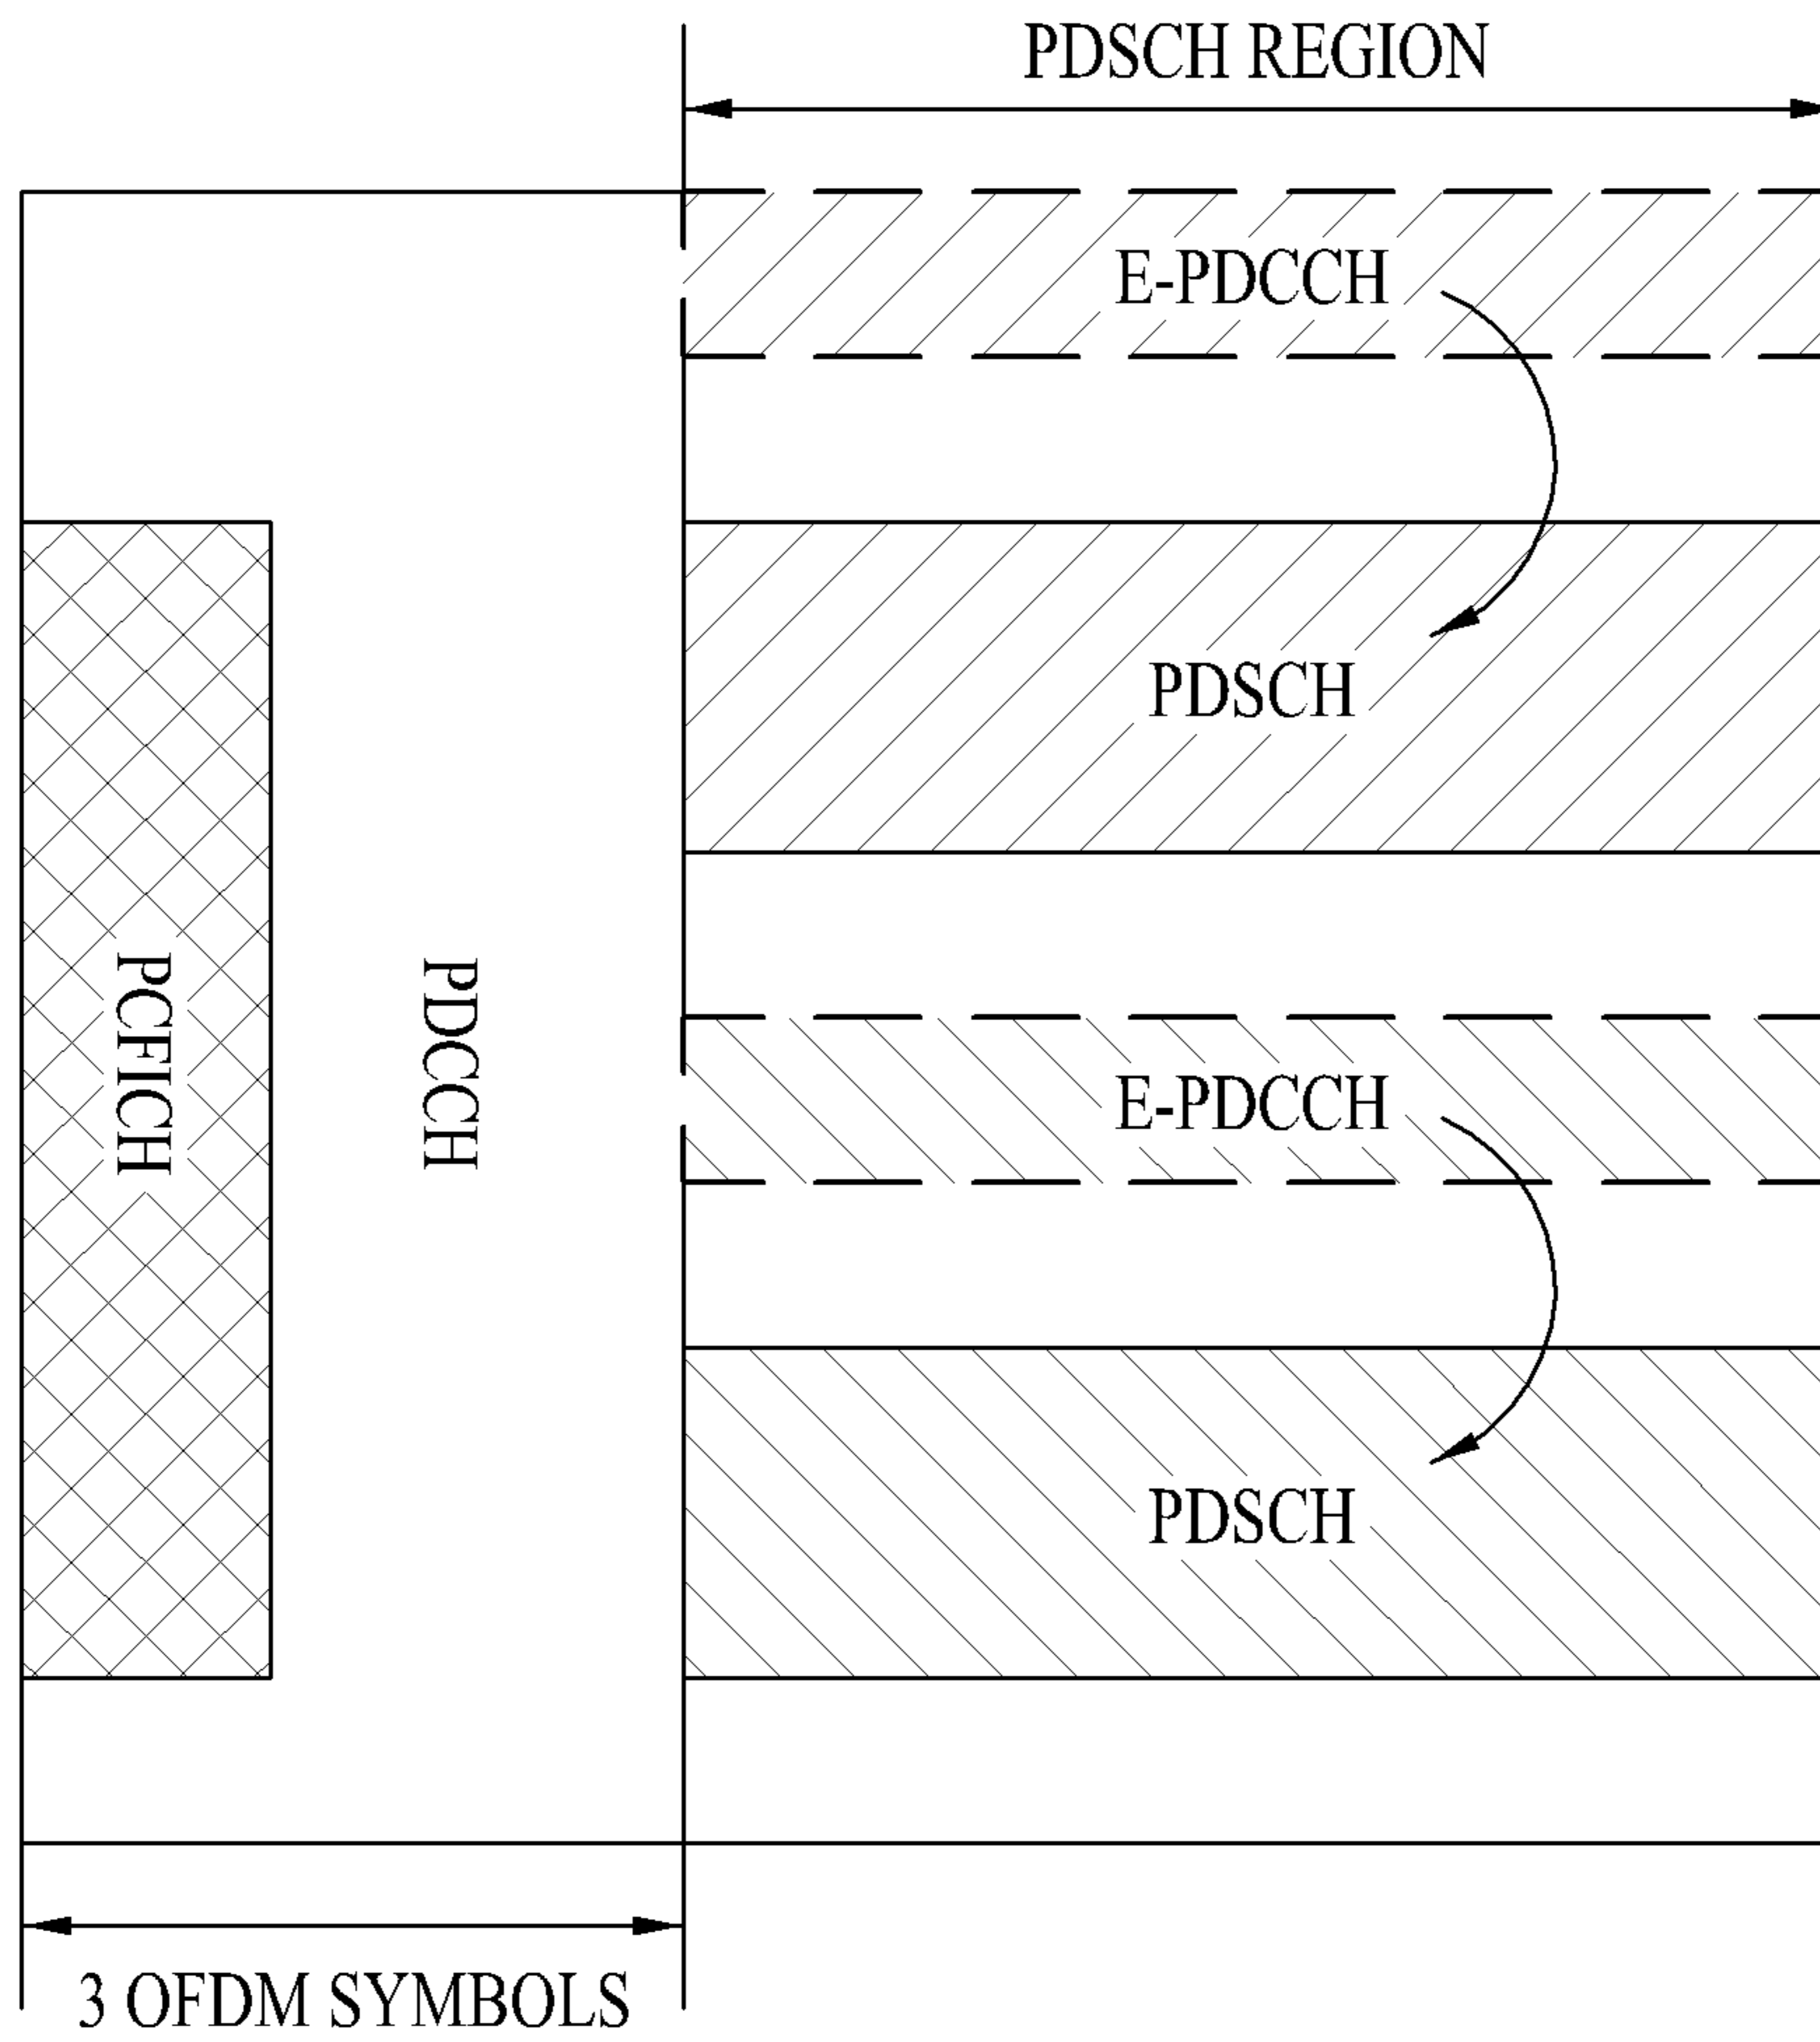 PDSCH REGION
E-PDCCH
PDSCH
PCFICH
PDCCH
E-PDCCH
PDSCH
3 OFDM SYMBOLS